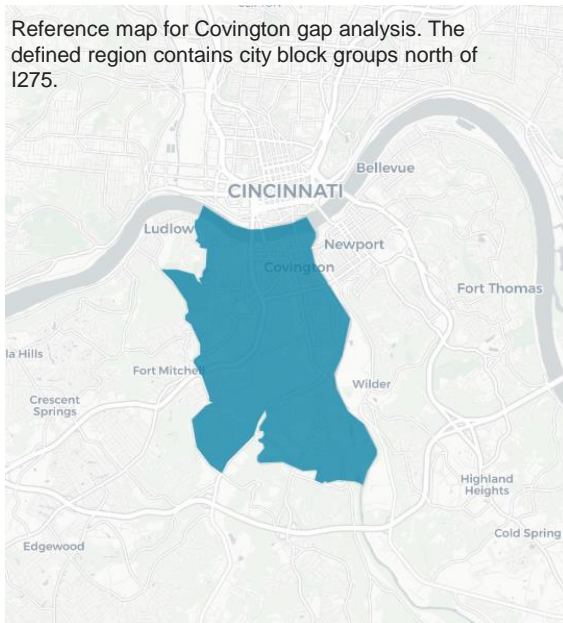 Reference map for Covington gap analysis. The
defined region contains city block groups north of
I275.
Bellevue
CINCINNATI
Ludlow
Newport
Covington
Fort Thomas
la Hills
Fort Mitchell
Wilder
Crescent
Springs
Highland
Heights
Cold Spring
Edgewood